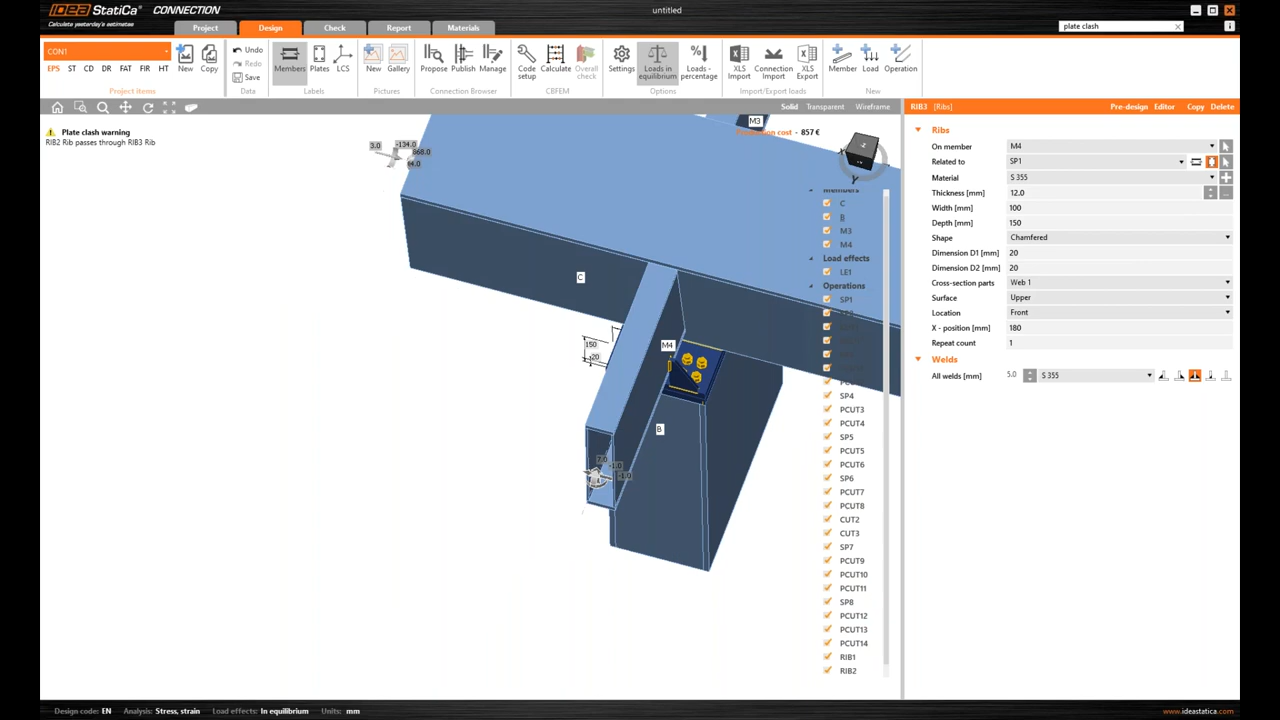 IDEA StatiCa® CONNECTION
Calculate yesterday's estimates
untitled
plate clash
Project
Design
Check
Report
Materials
CON1
EPS ST CD DR FAT FIR HT
New
Copy
Undo
Redo
Save
Members
Plates
LCS
New
Gallery
Propose
Publish
Manage
Code setup
Calculate
Overall check
Settings
Loads in equilibrium
Loads - percentage
XLS Import
Connection Import
XLS Export
Member
Load
Operation
Project items
Data
Labels
Pictures
Connection Browser
CBFEM
Options
Import/Export loads
New
Solid
Transparent
Wireframe
RIB3 [Ribs]
Pre-design
Editor
Copy
Delete
Plate clash warning
RIB2 Rib passes through RIB3 Rib
Production cost - 857 €
M3
C
M4
B
150
20
3.0
-134.0
868.0
Members
C
B
M3
M4
Load effects
LE1
Operations
SP1
SP4
PCUT3
PCUT4
SP5
PCUT5
PCUT6
SP6
PCUT7
PCUT8
CUT2
CUT3
SP7
PCUT9
PCUT10
PCUT11
SP8
PCUT12
PCUT13
PCUT14
RIB1
RIB2
Ribs
On member M4
Related to SP1
Material S 355
Thickness [mm] 12.0
Width [mm] 100
Depth [mm] 150
Shape Chamfered
Dimension D1 [mm] 20
Dimension D2 [mm] 20
Cross-section parts Web 1
Surface Upper
Location Front
X - position [mm] 180
Repeat count 1
Welds
All welds [mm] 5.0 S 355
Design code: EN Analysis: Stress, strain Load effects: In equilibrium Units: mm
www.ideastatica.com